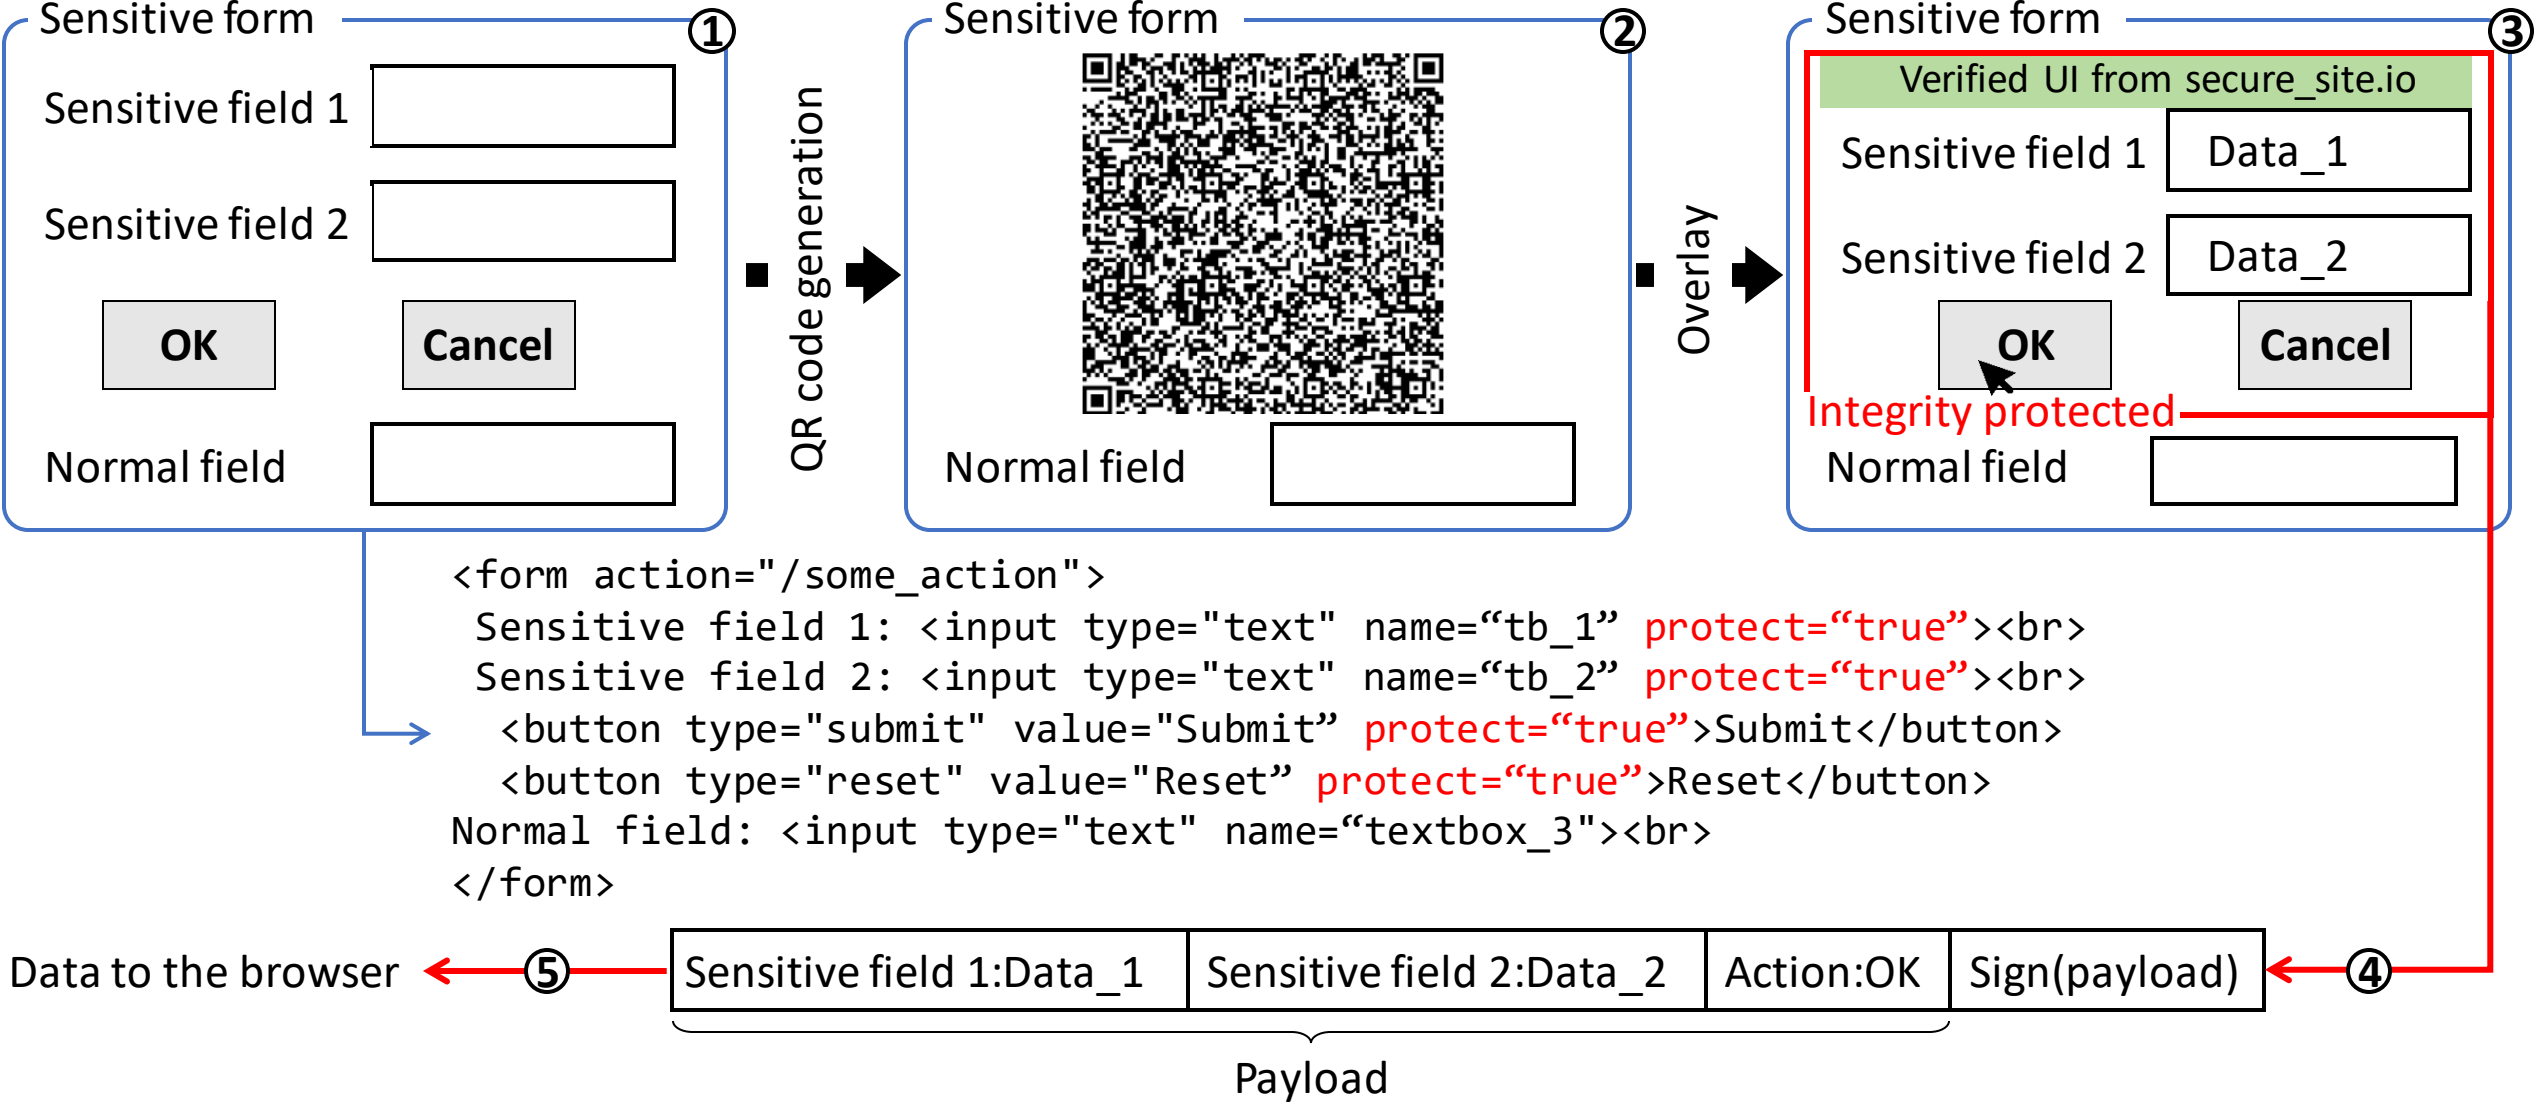 Sensitive form
①
Sensitive field 1
Sensitive field 2
OK
Cancel
Normal field
QR code generation
Sensitive form
②
Normal field
Overlay
Sensitive form
③
Verified UI from secure_site.io
Sensitive field 1
Data_1
Sensitive field 2
Data_2
OK
Cancel
Integrity protected
Normal field
<form action="/some_action">
Sensitive field 1: <input type="text" name=“tb_1” protect=“true”><br>
Sensitive field 2: <input type="text" name=“tb_2” protect=“true”><br>
<button type="submit" value="Submit” protect=“true”>Submit</button>
<button type="reset" value="Reset” protect=“true”>Reset</button>
Normal field: <input type="text" name=“textbox_3"><br>
</form>
Data to the browser
⑤
Sensitive field 1:Data_1
Sensitive field 2:Data_2
Action:OK
Sign(payload)
④
Payload